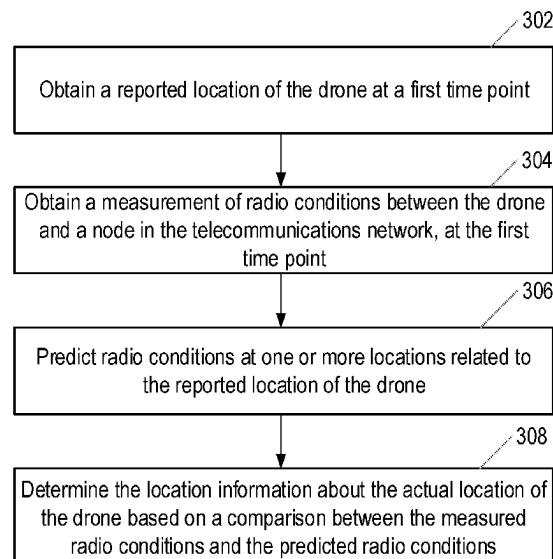 302
Obtain a reported location of the drone at a first time point
304
Obtain a measurement of radio conditions between the drone
and a node in the telecommunications network, at the first
time point
306
Predict radio conditions at one or more locations related to
the reported location of the drone
308
Determine the location information about the actual location of
the drone based on a comparison between the measured
radio conditions and the predicted radio conditions